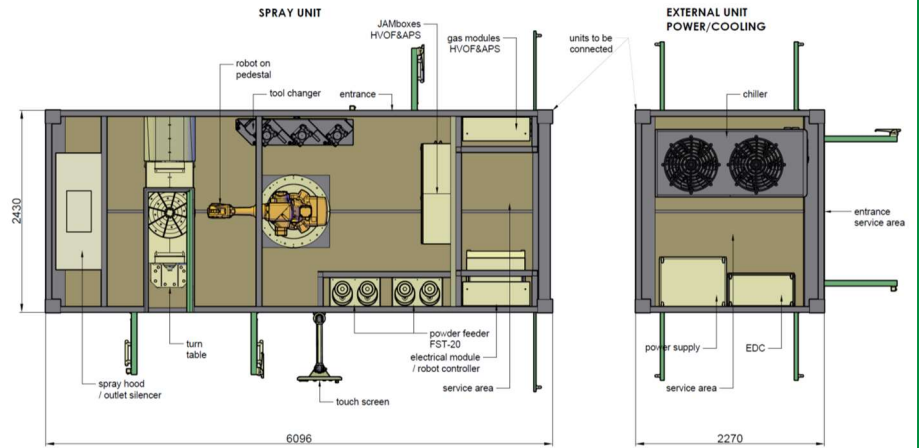 SPRAY UNIT
EXTERNAL UNIT
POWER/COOLING
JAMboxes
HVOF&APS
gas modules
HVOF&APS
units to be
connected
robot on
pedestal
tool changer
entrance
chiller
2430
entrance
service area
turn
table
powder feeder
FST-20
electrical module
/ robot controller
power supply
EDC
spray hood
/ outlet silencer
service area
service area
touch screen
6096
2270